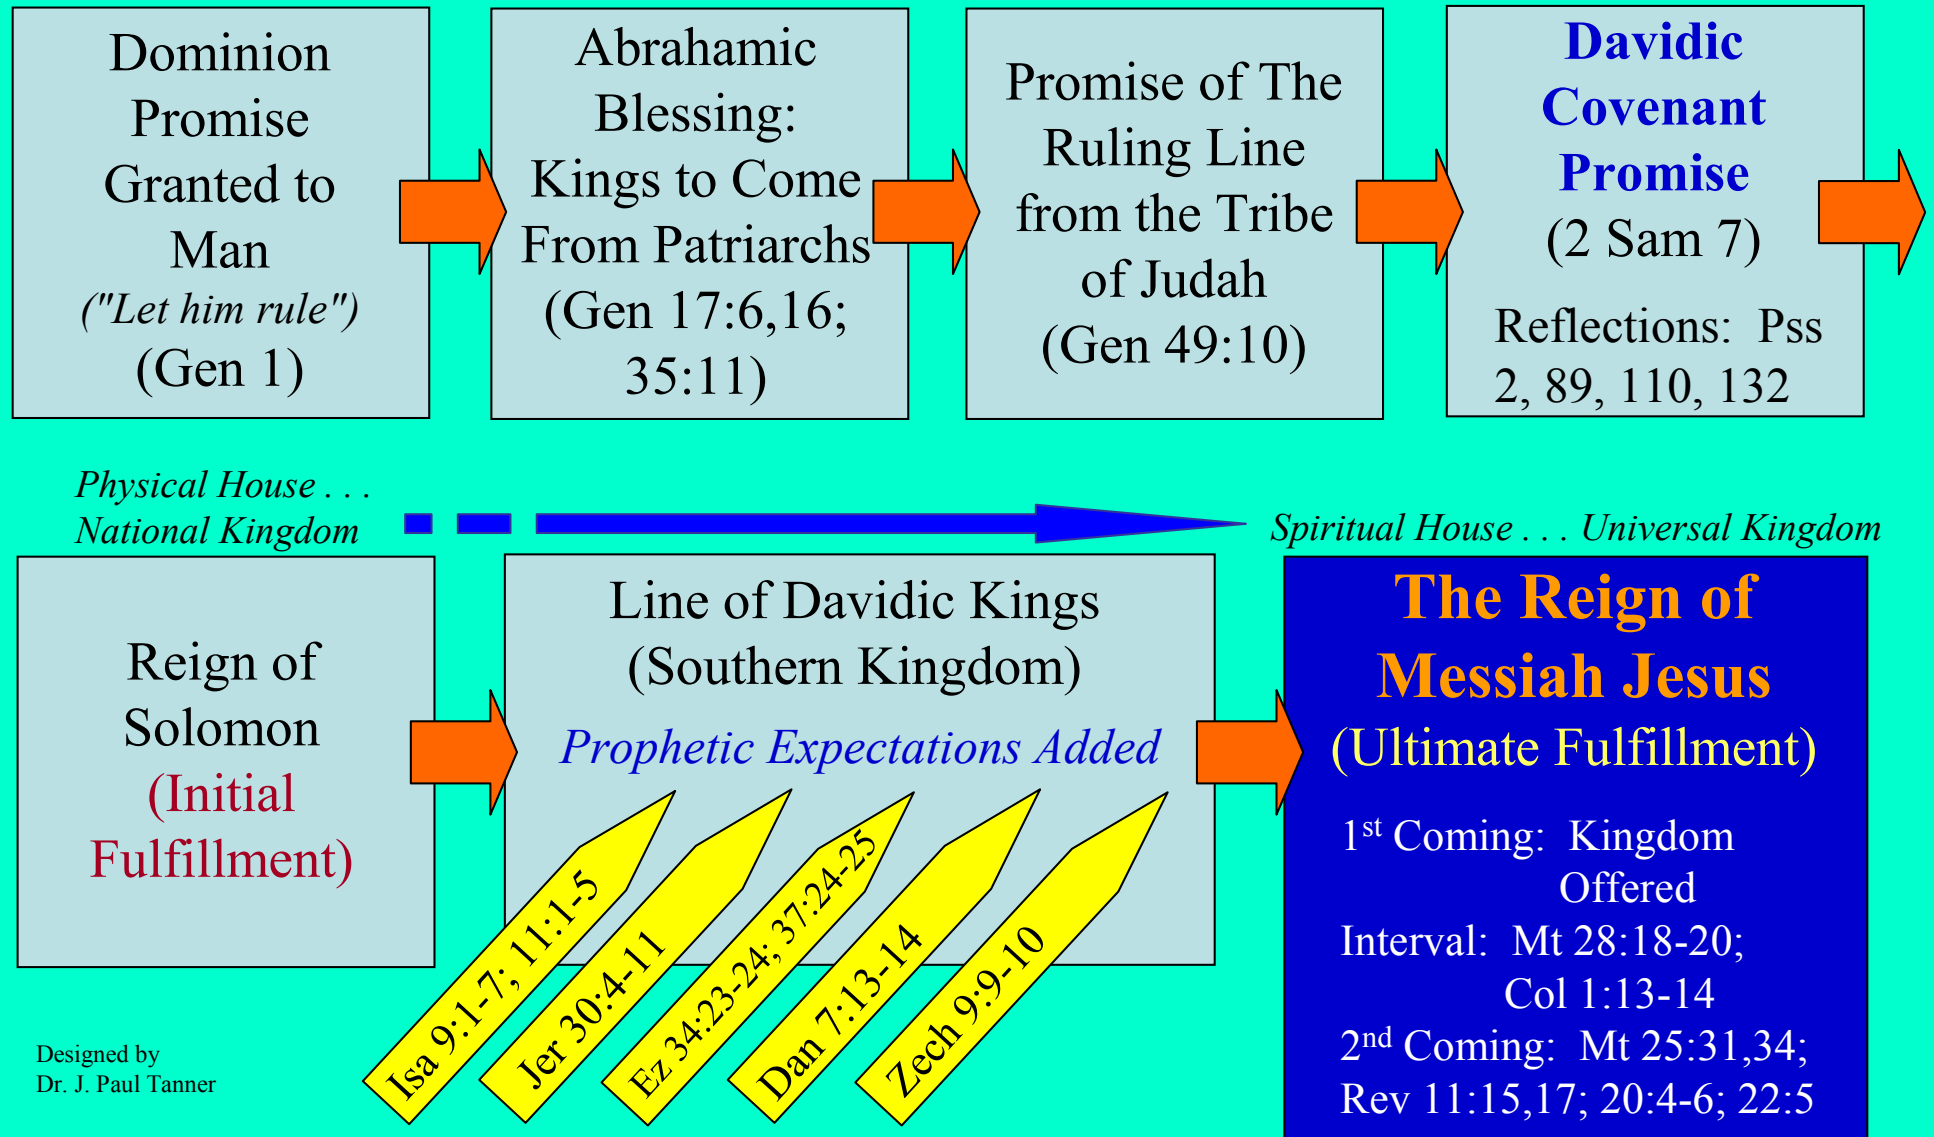 Dominion
Promise
Granted to
Man
("Let him rule")
(Gen 1)
Abrahamic
Blessing:
Kings to Come
From Patriarchs
(Gen 17:6,16;
35:11)
Promise of The
Ruling Line
from the Tribe
of Judah
(Gen 49:10)
Davidic
Covenant
Promise
(2 Sam 7)
Reflections: Pss
2, 89, 110, 132
Physical House . . .
National Kingdom
Spiritual House . . . Universal Kingdom
Reign of
Solomon
(Initial
Fulfillment)
Line of Davidic Kings
(Southern Kingdom)
Prophetic Expectations Added
Isa 9:1-7; 11:1-5
Jer 30:4-11
Ez 34:23-24; 37:24-25
Dan 7:13-14
Zech 9:9-10
The Reign of
Messiah Jesus
(Ultimate Fulfillment)
1st Coming: Kingdom
Offered
Interval: Mt 28:18-20;
Col 1:13-14
2nd Coming: Mt 25:31,34;
Rev 11:15,17; 20:4-6; 22:5
Designed by
Dr. J. Paul Tanner